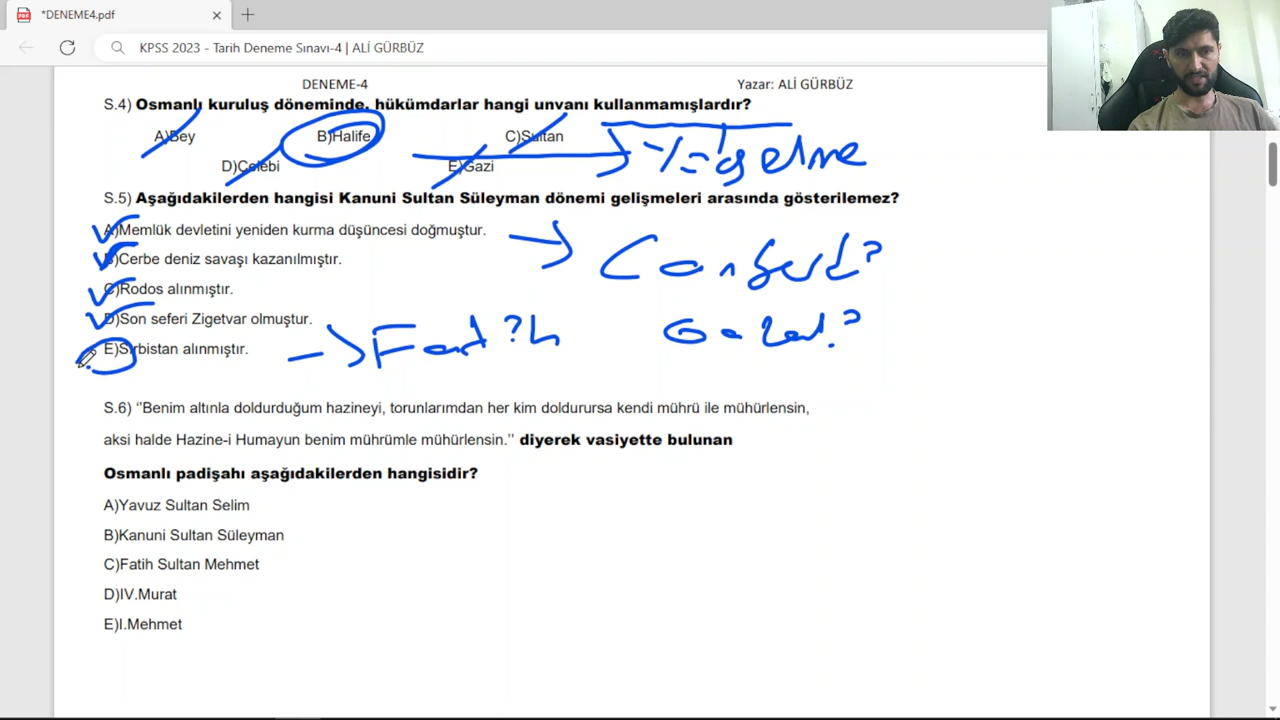 *DENEME4.pdf
KPSS 2023 - Tarih Deneme Sınavı-4 | ALİ GÜRBÜZ
DENEME-4 Yazar: ALİ GÜRBÜZ
S.4) Osmanlı kuruluş döneminde, hükümdarlar hangi unvanı kullanmamışlardır?
A)Bey B)Halife C)Sultan
D)Çelebi E)Gazi
gelme
S.5) Aşağıdakilerden hangisi Kanuni Sultan Süleyman dönemi gelişmeleri arasında gösterilemez?
A)Memlük devletini yeniden kurma düşüncesi doğmuştur.
B)Cerbe deniz savaşı kazanılmıştır.
C)Rodos alınmıştır.
D)Son seferi Zigetvar olmuştur.
E)Sırbistan alınmıştır.
S.6) ‘'Benim altınla doldurduğum hazineyi, torunlarımdan her kim doldurursa kendi mührü ile mühürlensin,
aksi halde Hazine-i Humayun benim mührümle mühürlensin.’' diyerek vasiyette bulunan
Osmanlı padişahı aşağıdakilerden hangisidir?
A)Yavuz Sultan Selim
B)Kanuni Sultan Süleyman
C)Fatih Sultan Mehmet
D)IV.Murat
E)I.Mehmet